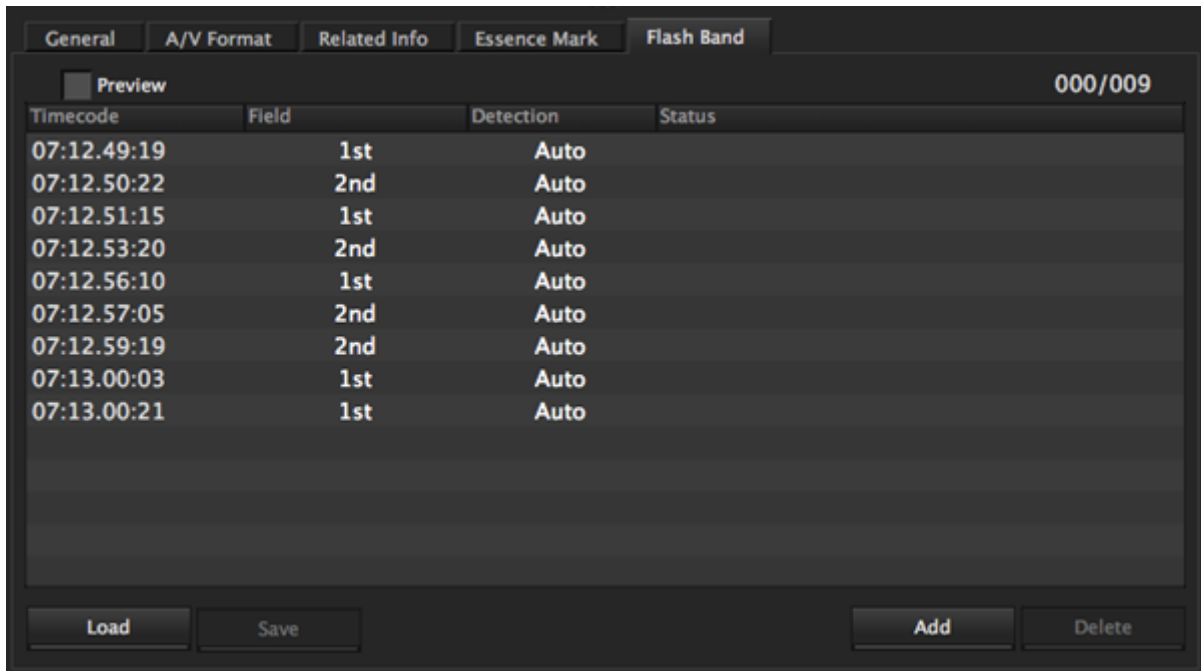 General A/V Format Related Info Essence Mark Flash Band
Preview 000/009
Timecode Field Detection Status
07:12.49:19 1st Auto
07:12.50:22 2nd Auto
07:12.51:15 1st Auto
07:12.53:20 2nd Auto
07:12.56:10 1st Auto
07:12.57:05 2nd Auto
07:12.59:19 2nd Auto
07:13.00:03 1st Auto
07:13.00:21 1st Auto
Load Save Add Delete